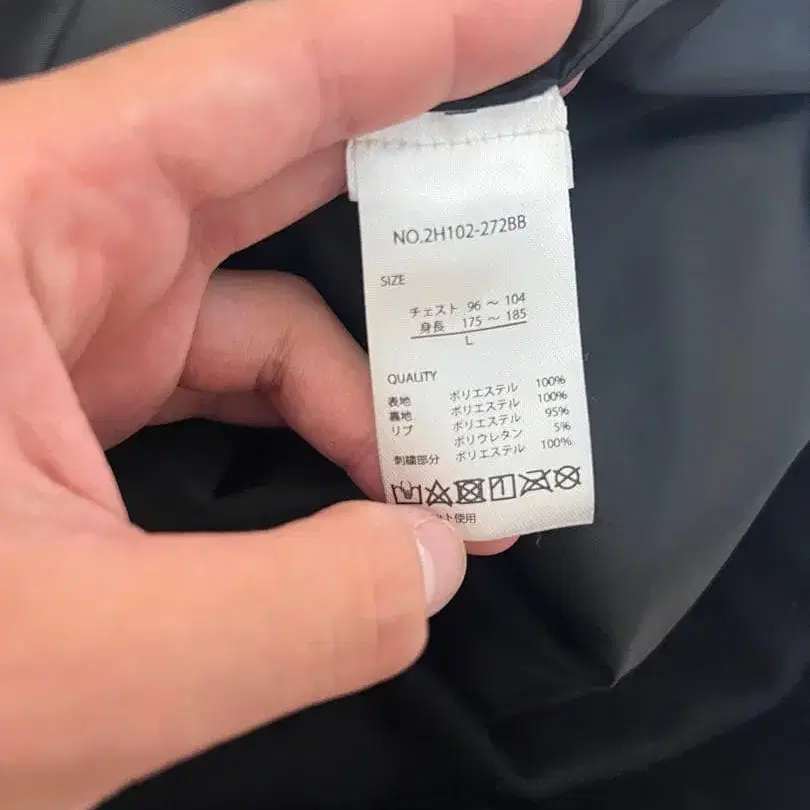 NO.2H102-272BB
SIZE
チェスト 96 ～ 104
身長 175 ～ 185
L
QUALITY
表地 ポリエステル 100%
裏地 ポリエステル 100%
リブ ポリエステル 95%
ポリウレタン 5%
刺繍部分 ポリエステル 100%
使用